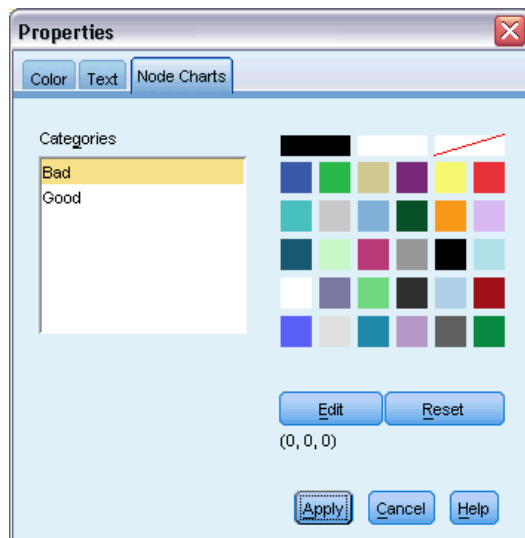 Properties
Color Text Node Charts
Categories
Bad
Good
Edit Reset
(0, 0, 0)
Apply Cancel Help